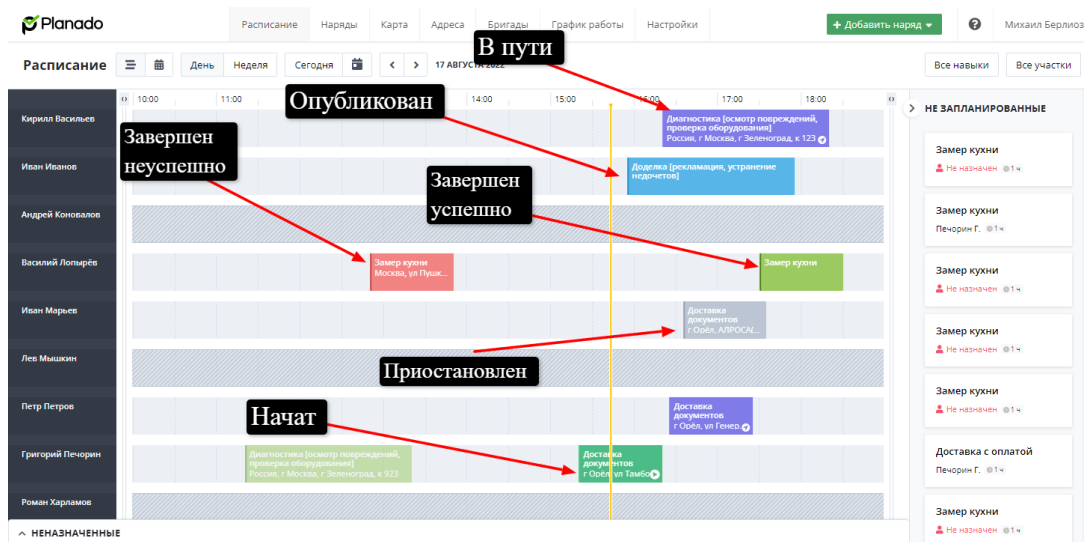 Planado
Расписание Наряды Карта Адреса Бригады График работы Настройки
+ Добавить наряд
Михаил Берлиоз
В пути
Расписание День Неделя Сегодня 17 АВГУСТА 2022
Все навыки Все участки
10:00 11:00 14:00 15:00 16:00 17:00 18:00
НЕ ЗАПЛАНИРОВАННЫЕ
Опубликован
Кирилл Васильев
Диагностика [осмотр повреждений,
проверка оборудования]
Россия, г Москва, г Зеленоград, к 123
Завершен
неуспешно
Замер кухни
Не назначен 1 ч
Иван Иванов
Доделка [рекламация, устранение
недочетов]
Завершен
успешно
Андрей Коновалов
Замер кухни
Печорин Г. 1 ч
Василий Лопырёв
Замер кухни
Москва, ул Пушк...
Замер кухни
Замер кухни
Не назначен 1 ч
Иван Марьев
Доставка
документов
г Орёл, АЛРОСА(...
Замер кухни
Не назначен 1 ч
Лев Мышкин
Приостановлен
Замер кухни
Не назначен 1 ч
Петр Петров
Начат
Доставка
документов
г Орёл, ул Генер.
Григорий Печорин
Диагностика [осмотр повреждений,
проверка оборудования]
Россия, г Москва, г Зеленоград, к 923
Доставка
документов
г Орёл, ул Тамбо
Доставка с оплатой
Печорин Г. 1 ч
Роман Харламов
Замер кухни
Не назначен 1 ч
НЕНАЗНАЧЕННЫЕ